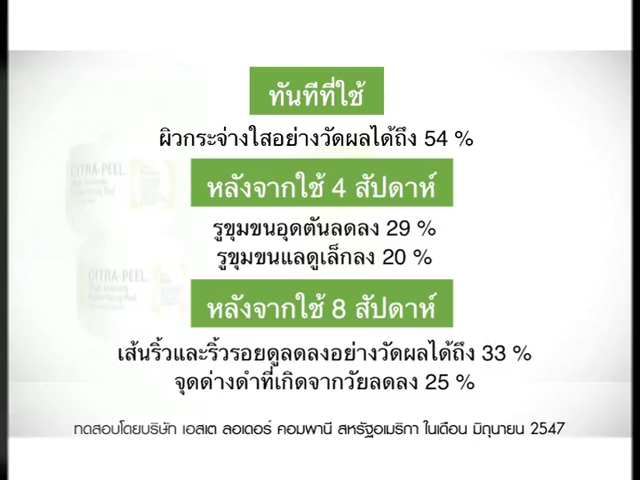 ทันทีที่ใช้
ผิวกระจ่างใสอย่างวัดผลได้ถึง 54 %
CITRA-PEEL
หลังจากใช้ 4 สัปดาห์
รูขุมขนอุดตันลดลง 29 %
รูขุมขนแลดูเล็กลง 20 %
CITRA-PEEL
หลังจากใช้ 8 สัปดาห์
เส้นริ้วและริ้วรอยดูลดลงอย่างวัดผลได้ถึง 33 %
จุดด่างดำที่เกิดจากวัยลดลง 25 %
ทดสอบโดยบริษัท เอสเต ลอเดอร์ คอมพานี สหรัฐอเมริกา ในเดือน มิถุนายน 2547